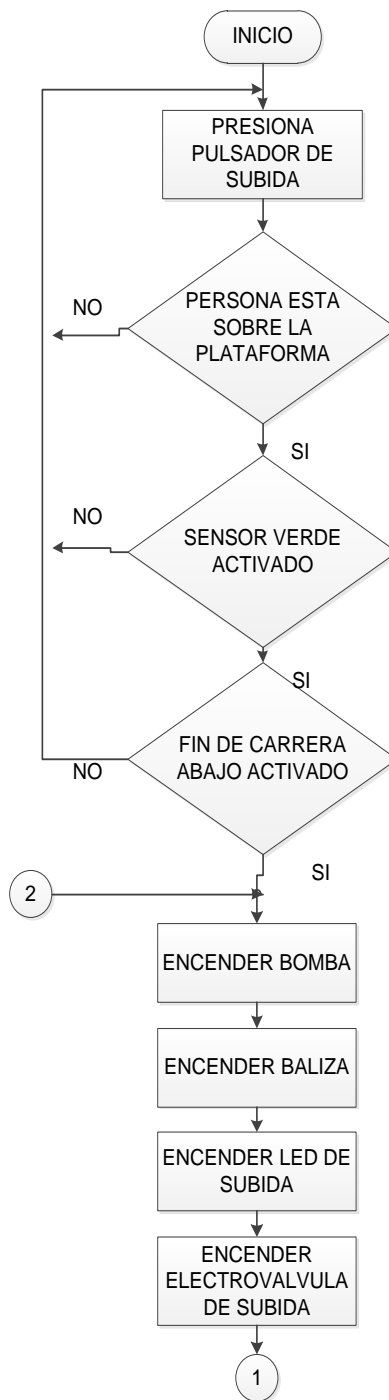 INICIO
PRESIONA
PULSADOR DE
SUBIDA
NO
PERSONA ESTA
SOBRE LA
PLATAFORMA
SI
NO
SENSOR VERDE
ACTIVADO
SI
FIN DE CARRERA
ABAJO ACTIVADO
NO
SI
2
ENCENDER BOMBA
ENCENDER BALIZA
ENCENDER LED DE
SUBIDA
ENCENDER
ELECTROVALVULA
DE SUBIDA
1